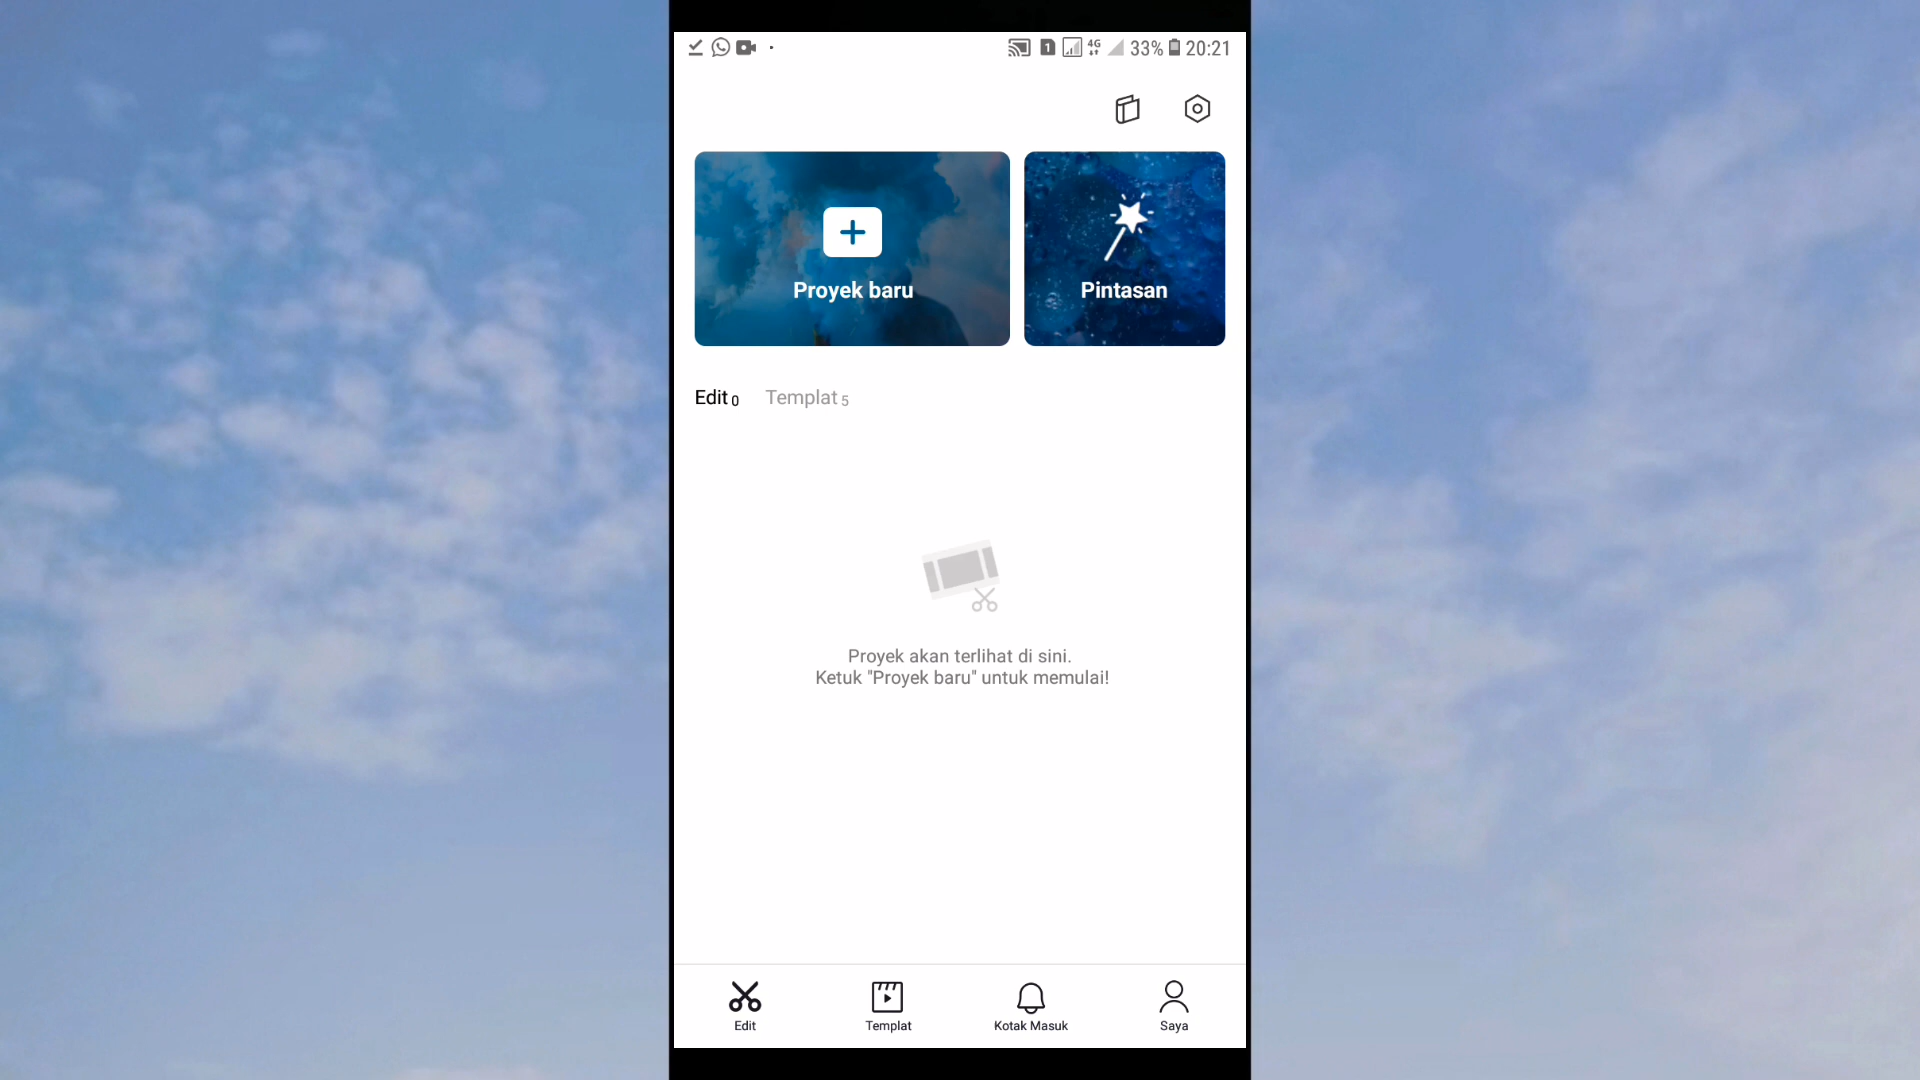 4G 33% 20:21
Proyek baru
Pintasan
Edit 0
Templat 5
Proyek akan terlihat di sini.
Ketuk "Proyek baru" untuk memulai!
Edit
Templat
Kotak Masuk
Saya